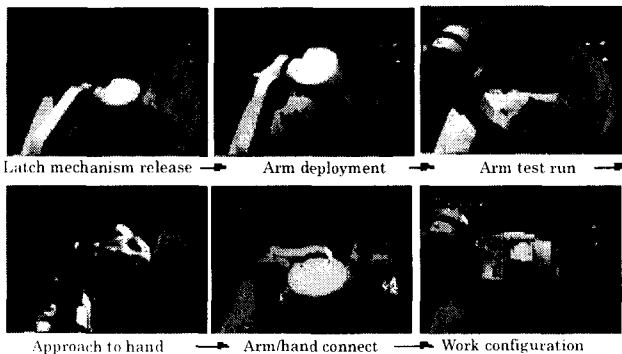 Latch mechanism release → Arm deployment → Arm test run →
Approach to hand → Arm/hand connect → Work configuration